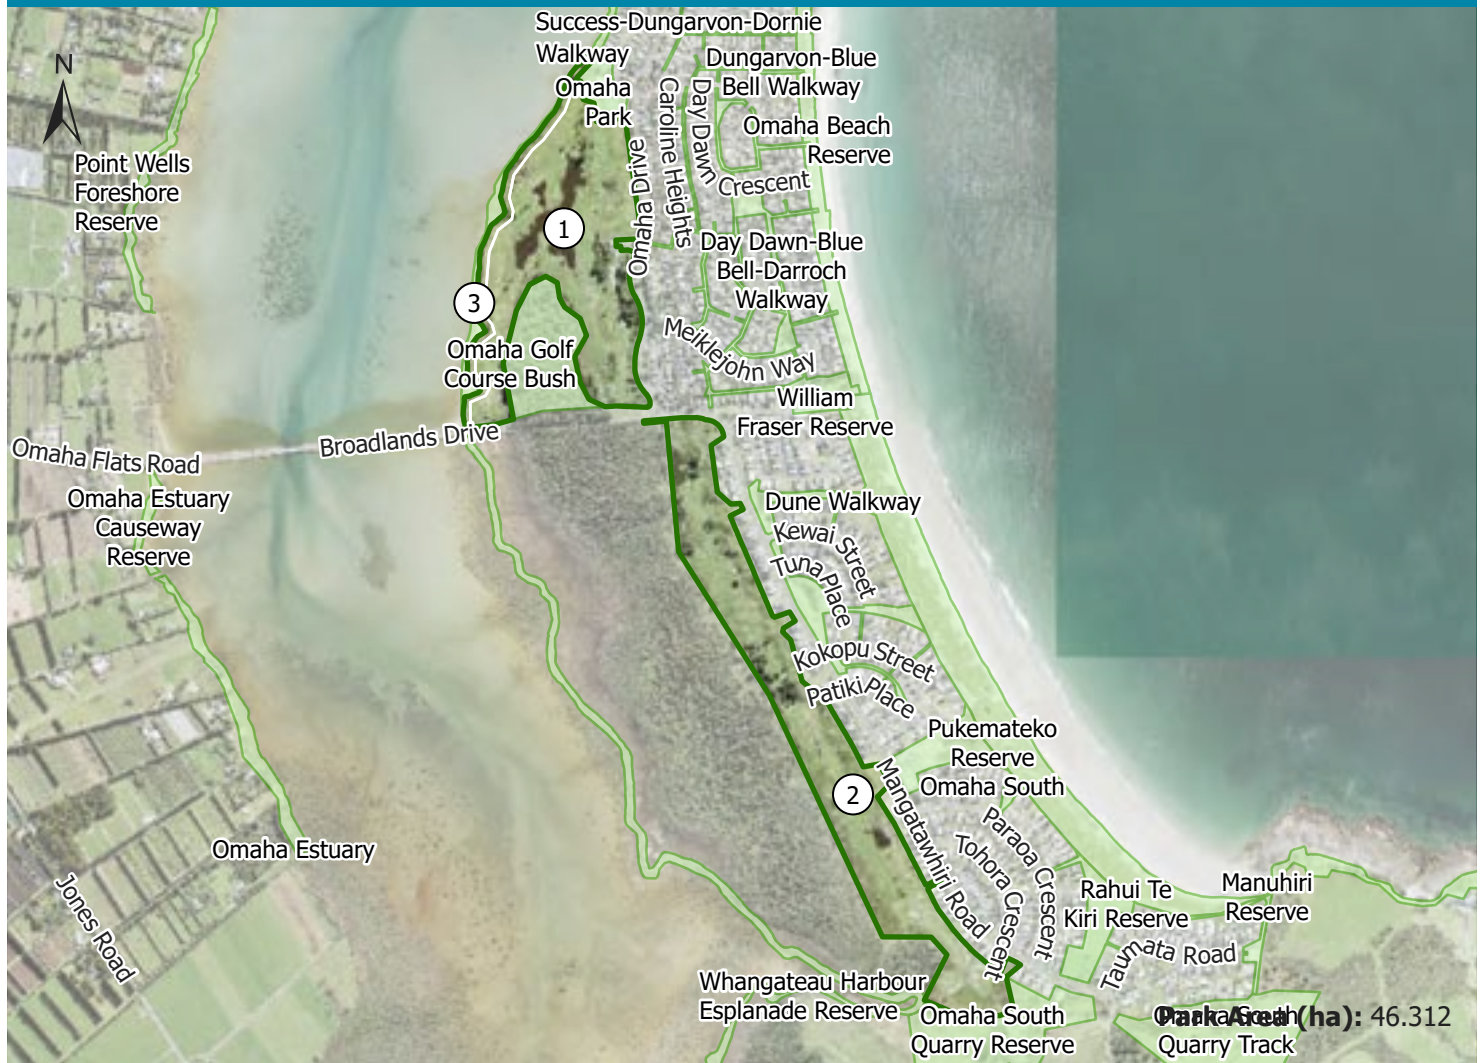 Success-Dungarvon-Dornie
Walkway
N
Dungarvon-Blue
Bell Walkway
Omaha
Park
Caroline Heights
Day Dawn
Crescent
Omaha Beach
Reserve
Point Wells
Foreshore
Reserve
Omaha Drive
1
Day Dawn-Blue
Bell-Darroch
Walkway
3
Omaha Golf
Course Bush
Meiklejohn Way
William
Fraser Reserve
Broadlands Drive
Omaha Flats Road
Omaha Estuary
Causeway
Reserve
Dune Walkway
Kewai Street
Tuna Place
Kokopu Street
Patiki Place
Pukemateko
Reserve
Omaha South
2
Mangatawhiri Road
Paraoa Crescent
Tohora Crescent
Omaha Estuary
Jones Road
Rahui Te
Kiri Reserve
Manuhiri
Reserve
Taumata Road
Whangateau Harbour
Esplanade Reserve
Omaha South
Quarry Reserve
Omaha South
Quarry Track
Park Area (ha): 46.312